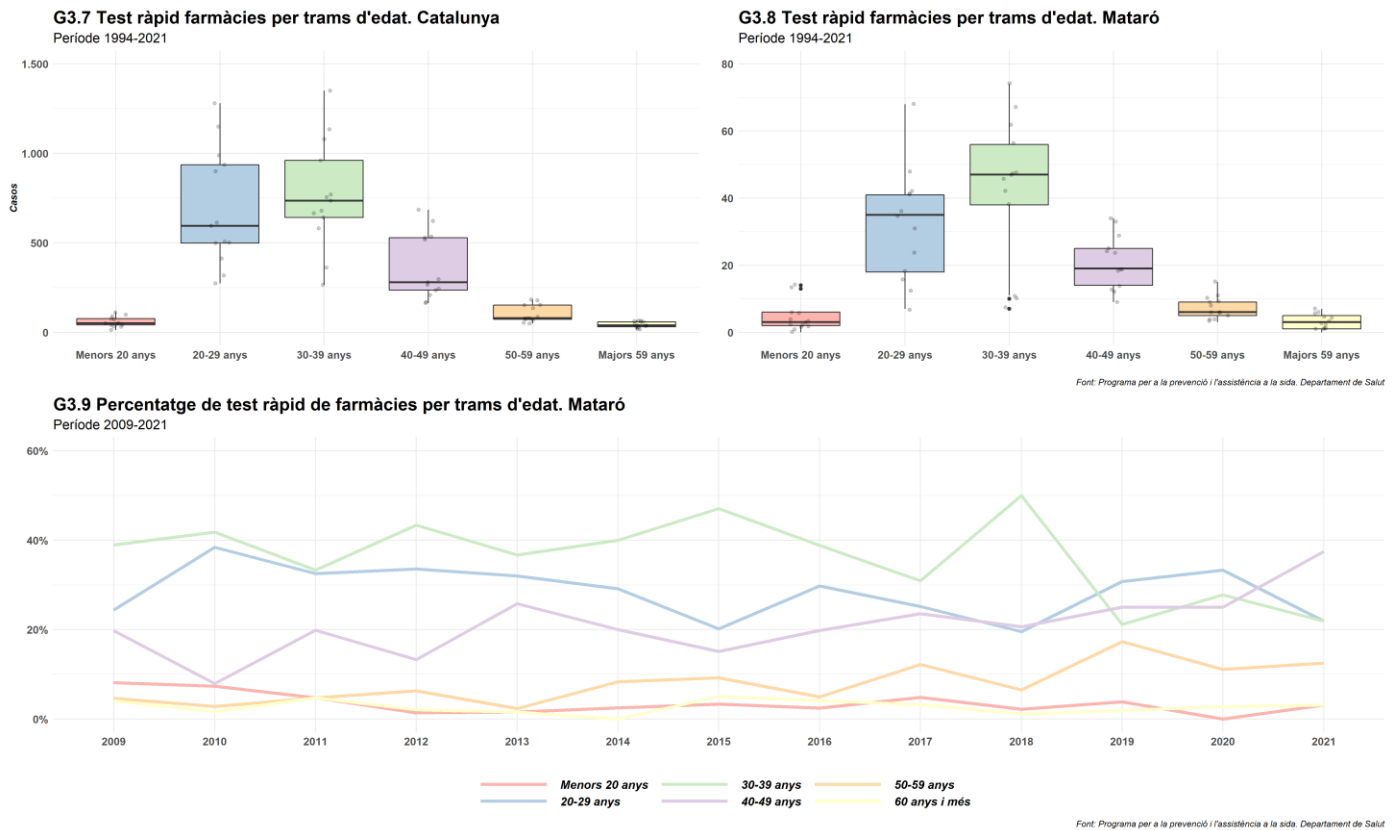 G3.7 Test ràpid farmàcies per trams d'edat. Catalunya
Període 1994-2021
1.500
1.000
500
0
Casos
Menors 20 anys
20-29 anys
30-39 anys
40-49 anys
50-59 anys
Majors 59 anys
G3.8 Test ràpid farmàcies per trams d'edat. Mataró
Període 1994-2021
80
60
40
20
0
Menors 20 anys
20-29 anys
30-39 anys
40-49 anys
50-59 anys
Majors 59 anys
Font: Programa per a la prevenció i l'assistència a la sida. Departament de Salut
G3.9 Percentatge de test ràpid de farmàcies per trams d'edat. Mataró
Període 2009-2021
60%
40%
20%
0%
2009
2010
2011
2012
2013
2014
2015
2016
2017
2018
2019
2020
2021
Menors 20 anys
20-29 anys
30-39 anys
40-49 anys
50-59 anys
60 anys i més
Font: Programa per a la prevenció i l'assistència a la sida. Departament de Salut